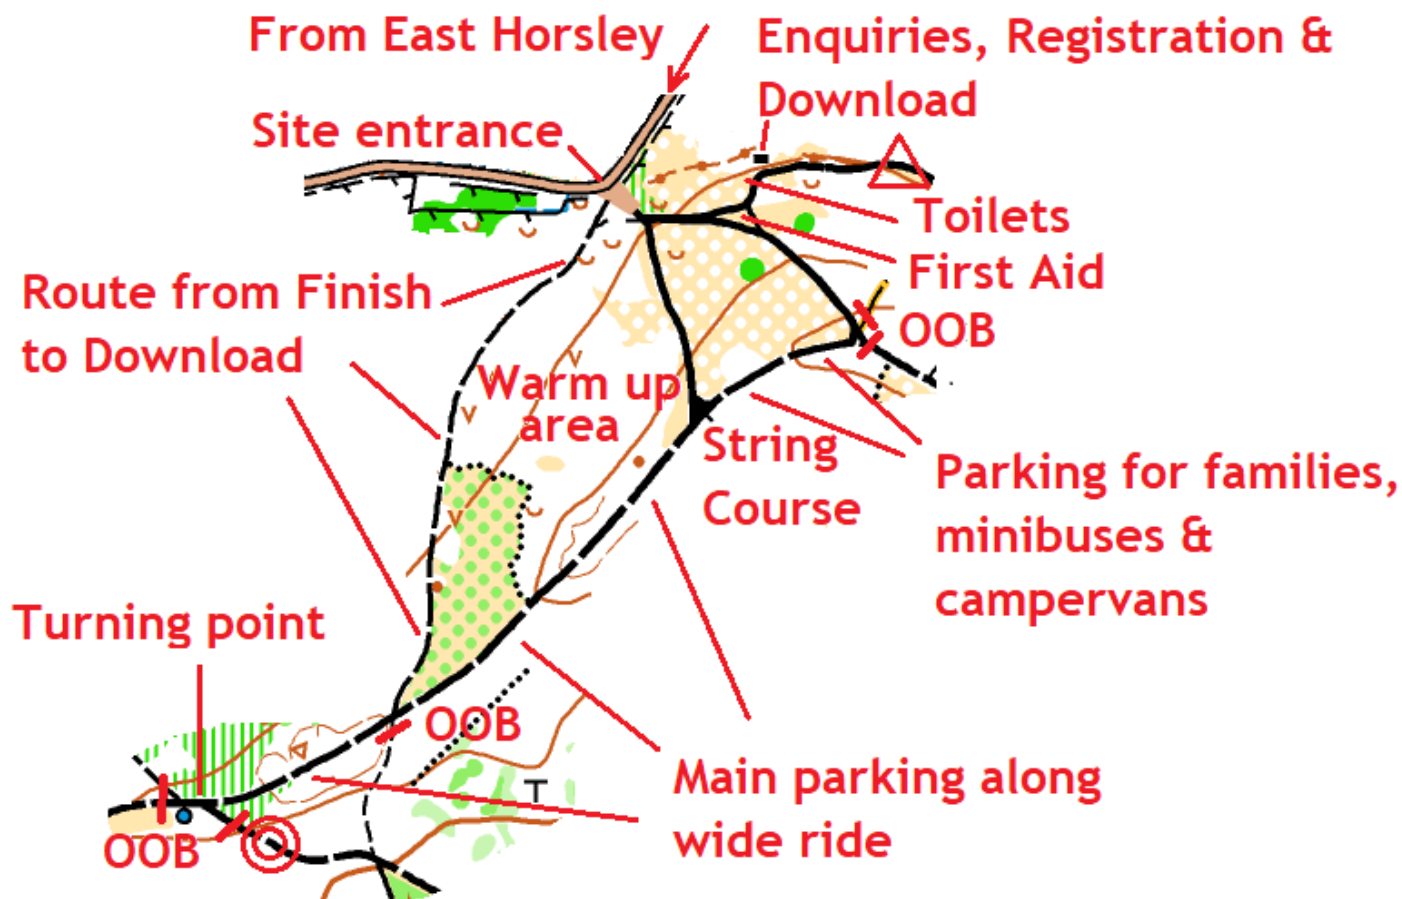 From East Horsley
Enquiries, Registration &
Download
Site entrance
Toilets
First Aid
Route from Finish
to Download
OOB
Warm up
area
String
Course
Parking for families,
minibuses &
campervans
Turning point
OOB
Main parking along
wide ride
OOB